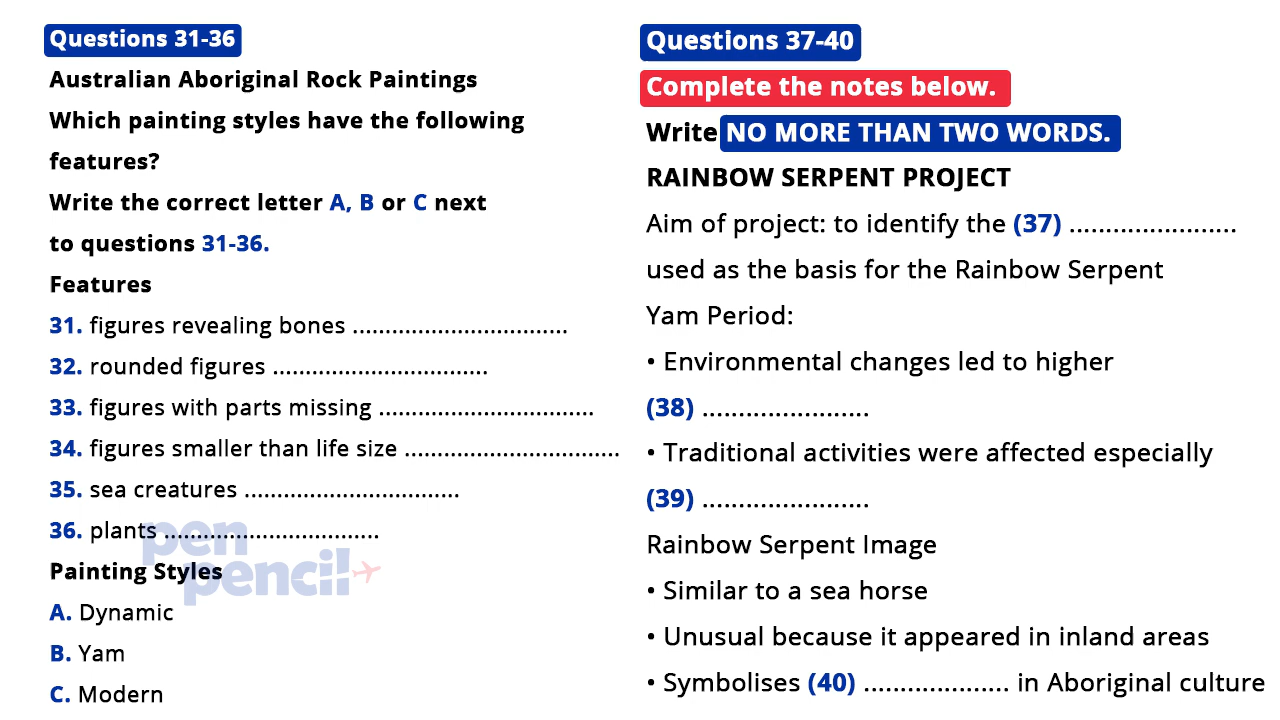 Questions 31-36
Australian Aboriginal Rock Paintings
Which painting styles have the following
features?
Write the correct letter A, B or C next
to questions 31-36.
Features
31. figures revealing bones .................................
32. rounded figures .................................
33. figures with parts missing .................................
34. figures smaller than life size .................................
35. sea creatures .................................
36. plants .................................
pen
pencil
Painting Styles
A. Dynamic
B. Yam
C. Modern
Questions 37-40
Complete the notes below.
Write NO MORE THAN TWO WORDS.
RAINBOW SERPENT PROJECT
Aim of project: to identify the (37) .......................
used as the basis for the Rainbow Serpent
Yam Period:
• Environmental changes led to higher
(38) .......................
• Traditional activities were affected especially
(39) .......................
Rainbow Serpent Image
• Similar to a sea horse
• Unusual because it appeared in inland areas
• Symbolises (40) .................... in Aboriginal culture